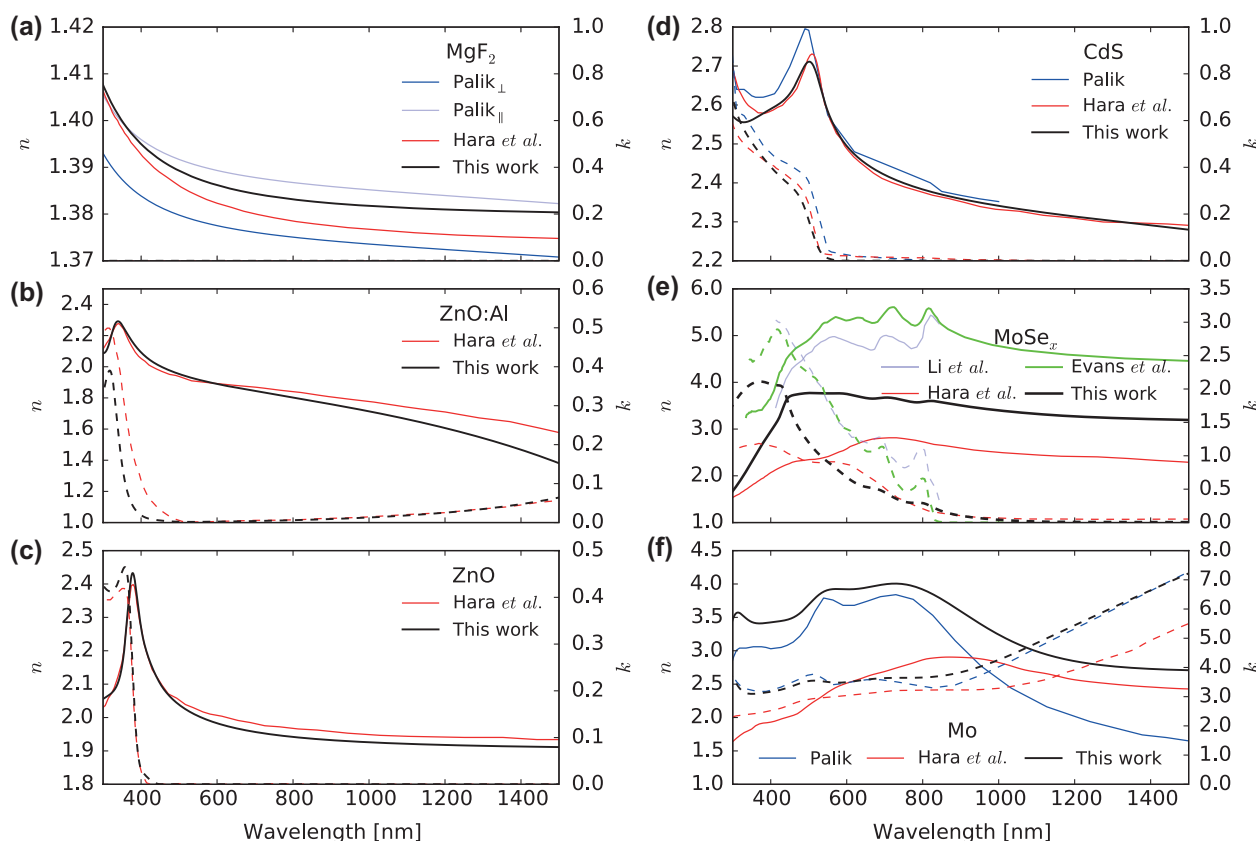 (a)
MgF2
Palik⊥
Palik∥
Hara et al.
This work
n
1.42
1.41
1.40
1.39
1.38
1.37
k
1.0
0.8
0.6
0.4
0.2
0.0
(b)
ZnO:Al
Hara et al.
This work
n
2.4
2.2
2.0
1.8
1.6
1.4
1.2
1.0
k
0.6
0.5
0.4
0.3
0.2
0.1
0.0
(c)
ZnO
Hara et al.
This work
n
2.5
2.4
2.3
2.2
2.1
2.0
1.9
1.8
k
0.5
0.4
0.3
0.2
0.1
0.0
400 600 800 1000 1200 1400
Wavelength [nm]
(d)
CdS
Palik
Hara et al.
This work
n
2.8
2.7
2.6
2.5
2.4
2.3
2.2
k
1.0
0.8
0.6
0.4
0.2
0.0
(e)
MoSex
Li et al. Evans et al.
Hara et al. This work
n
6.0
5.0
4.0
3.0
2.0
1.0
k
3.5
3.0
2.5
2.0
1.5
1.0
0.5
0.0
(f)
Mo
Palik Hara et al. This work
n
4.5
4.0
3.5
3.0
2.5
2.0
1.5
1.0
k
8.0
7.0
6.0
5.0
4.0
3.0
2.0
1.0
0.0
400 600 800 1000 1200 1400
Wavelength [nm]